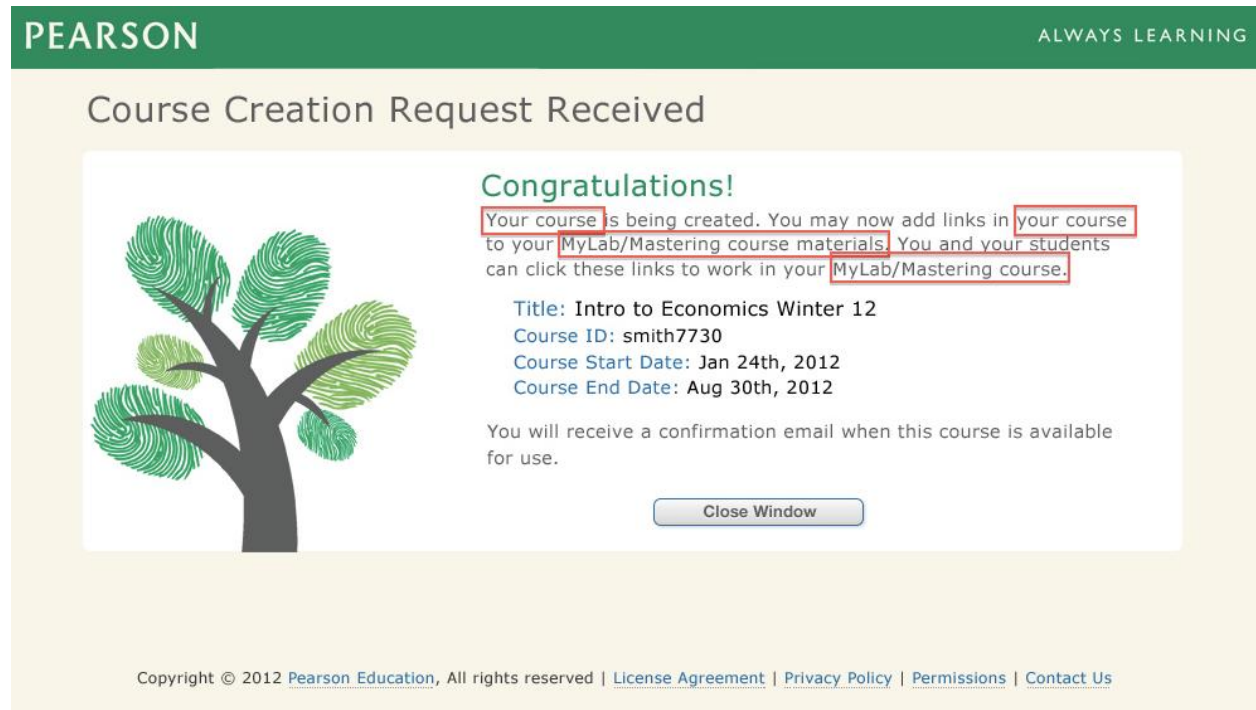 PEARSON
ALWAYS LEARNING
Course Creation Request Received
Congratulations!
Your course is being created. You may now add links in your course
to your MyLab/Mastering course materials. You and your students
can click these links to work in your MyLab/Mastering course.
Title: Intro to Economics Winter 12
Course ID: smith7730
Course Start Date: Jan 24th, 2012
Course End Date: Aug 30th, 2012
You will receive a confirmation email when this course is available
for use.
Close Window
Copyright © 2012 Pearson Education, All rights reserved | License Agreement | Privacy Policy | Permissions | Contact Us